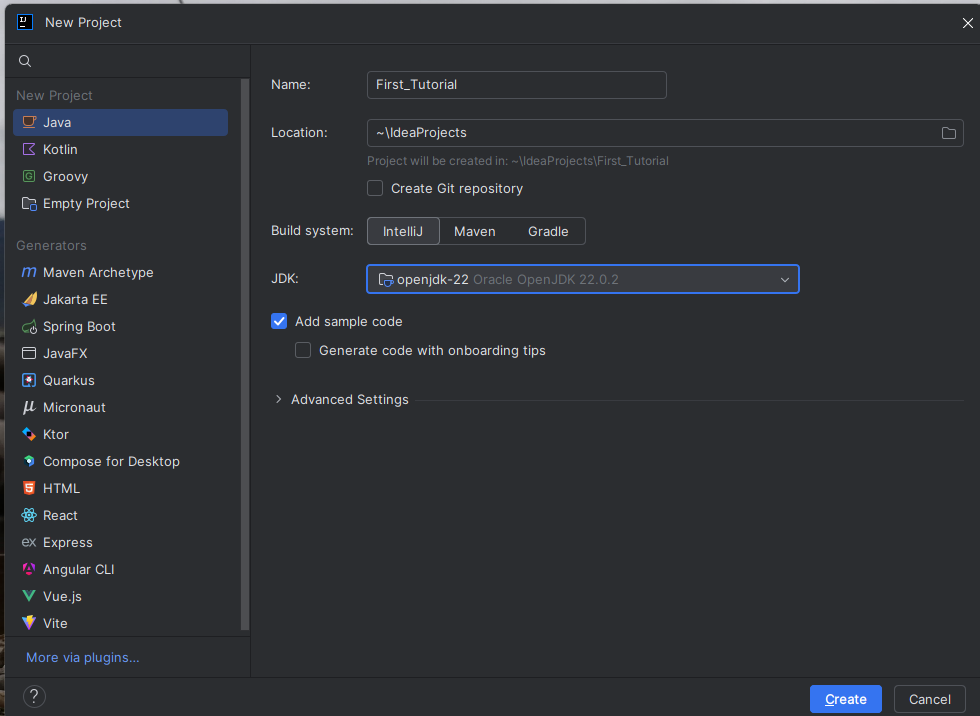 New Project
New Project
Java
Kotlin
Groovy
Empty Project
Generators
Maven Archetype
Jakarta EE
Spring Boot
JavaFX
Quarkus
Micronaut
Ktor
Compose for Desktop
HTML
React
Express
Angular CLI
Vue.js
Vite
More via plugins...
Name: First_Tutorial
Location: ~\IdeaProjects
Project will be created in: ~\IdeaProjects\First_Tutorial
Create Git repository
Build system: IntelliJ Maven Gradle
JDK: openjdk-22 Oracle OpenJDK 22.0.2
Add sample code
Generate code with onboarding tips
Advanced Settings
? Create Cancel